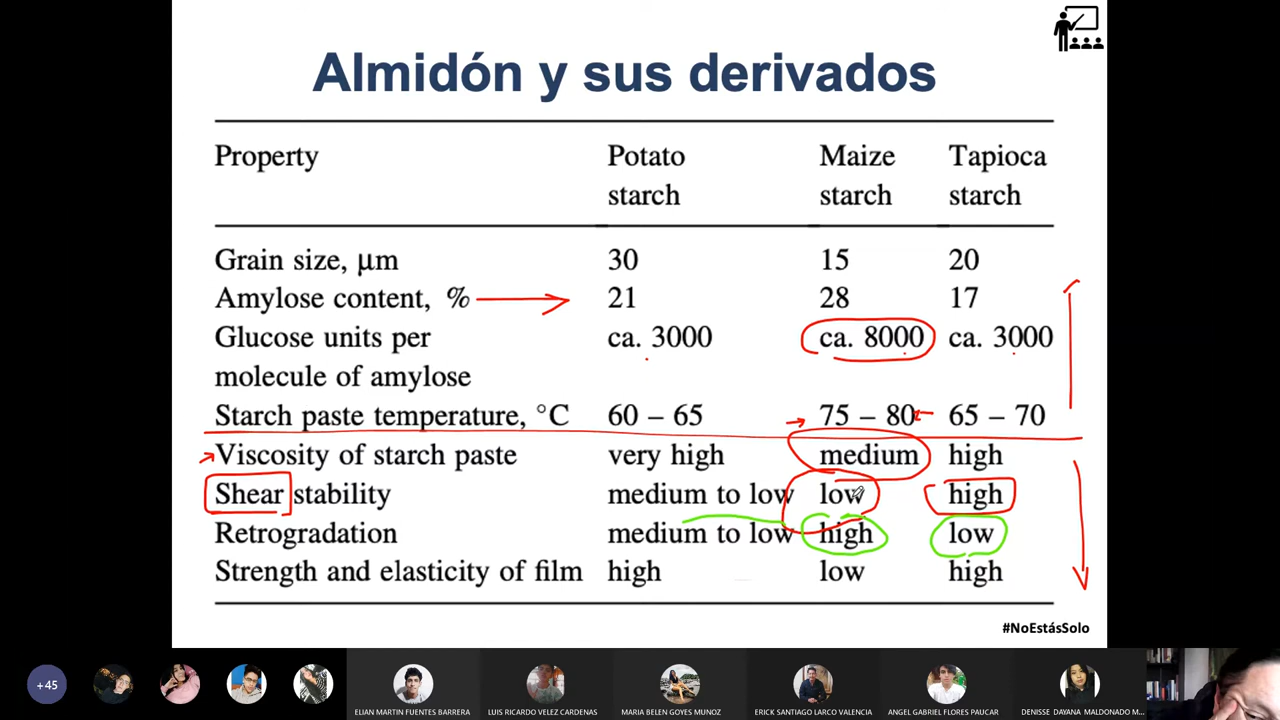 Almidón y sus derivados
Property Potato starch Maize starch Tapioca starch
Grain size, µm 30 15 20
Amylose content, % 21 28 17
Glucose units per molecule of amylose ca. 3000 ca. 8000 ca. 3000
Starch paste temperature, °C 60 – 65 75 – 80 65 – 70
Viscosity of starch paste very high medium high
Shear stability medium to low low high
Retrogradation medium to low high low
Strength and elasticity of film high low high
#NoEstásSolo
+45
ELIAN MARTIN FUENTES BARRERA
LUIS RICARDO VELEZ CARDENAS
MARIA BELEN GOYES MUNOZ
ERICK SANTIAGO LARCO VALENCIA
ANGEL GABRIEL FLORES PAUCAR
DENISSE DAYANA MALDONADO M...